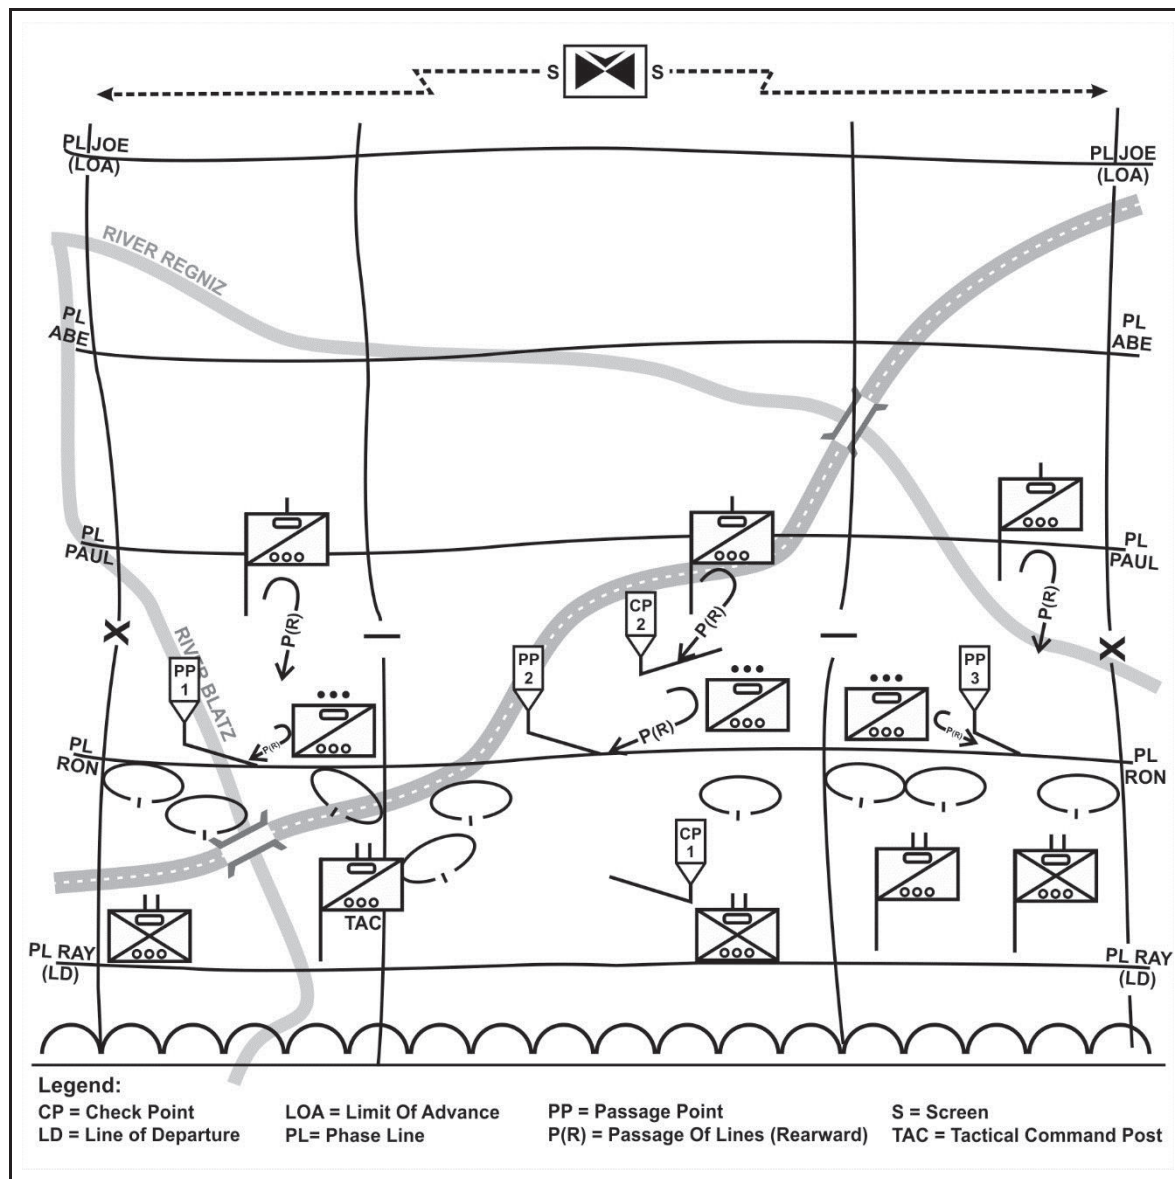 S S
PL JOE
(LOA)
PL JOE
(LOA)
RIVER REGNIZ
PL
ABE
PL
ABE
PL
PAUL
PL
PAUL
P(R)
P(R)
P(R)
CP
2
RIVER BLATZ
PP
1
PP
2
PP
3
P(R)
P(R)
P(R)
PL
RON
PL
RON
CP
1
TAC
PL RAY
(LD)
PL RAY
(LD)
Legend:
CP = Check Point
LD = Line of Departure
LOA = Limit Of Advance
PL= Phase Line
PP = Passage Point
P(R) = Passage Of Lines (Rearward)
S = Screen
TAC = Tactical Command Post